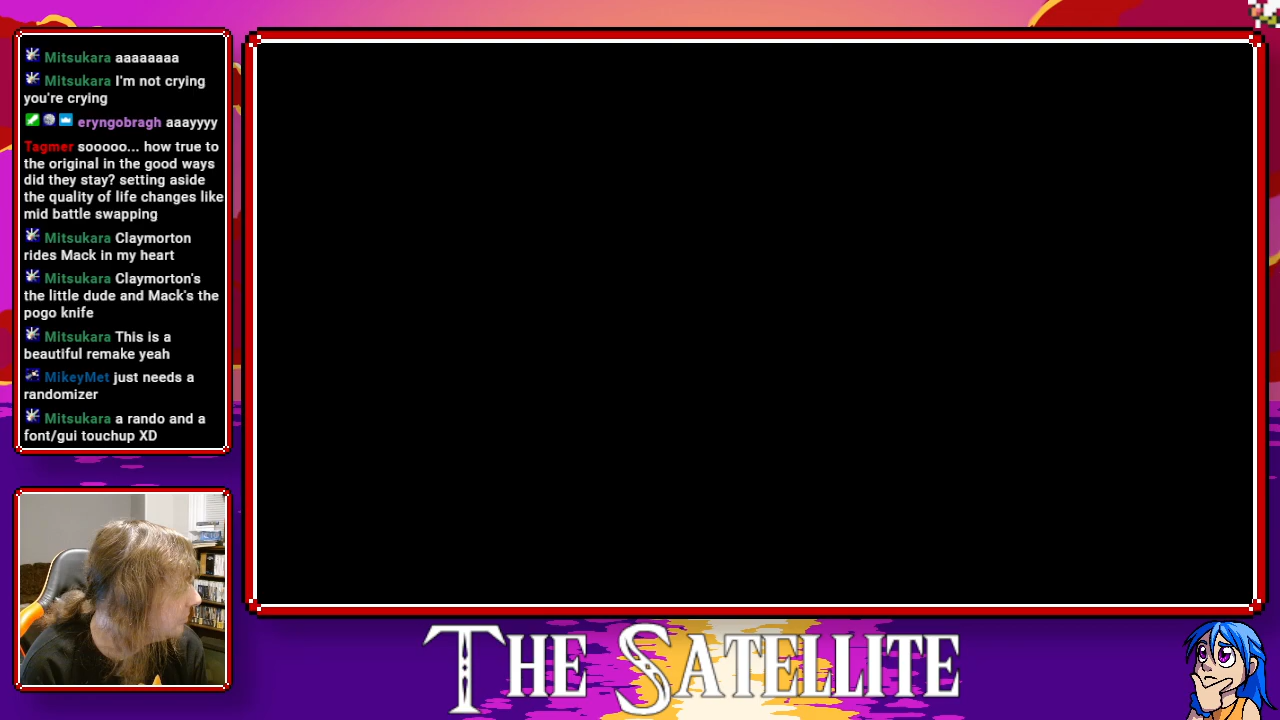 Mitsukara aaaaaaaa
Mitsukara I'm not crying
you're crying
eryngobragh aaayyyy
Tagmer sooooo... how true to
the original in the good ways
did they stay? setting aside
the quality of life changes like
mid battle swapping
Mitsukara Claymorton
rides Mack in my heart
Mitsukara Claymorton's
the little dude and Mack's the
pogo knife
Mitsukara This is a
beautiful remake yeah
MikeyMet just needs a
randomizer
Mitsukara a rando and a
font/gui touchup XD
THE SATELLITE